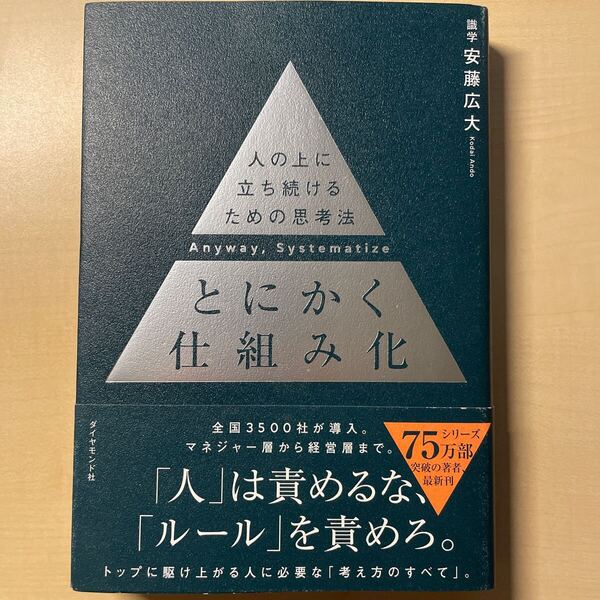 識学 安藤広大
Kodai Ando
人の上に
立ち続ける
ための思考法
Anyway, Systematize
とにかく
仕組み化
ダイヤモンド社
全国3500社が導入。
マネジャー層から経営層まで。
シリーズ
75万部
突破の著者、
最新刊
「人」は責めるな、
「ルール」を責めろ。
トップに駆け上がる人に必要な「考え方のすべて」。